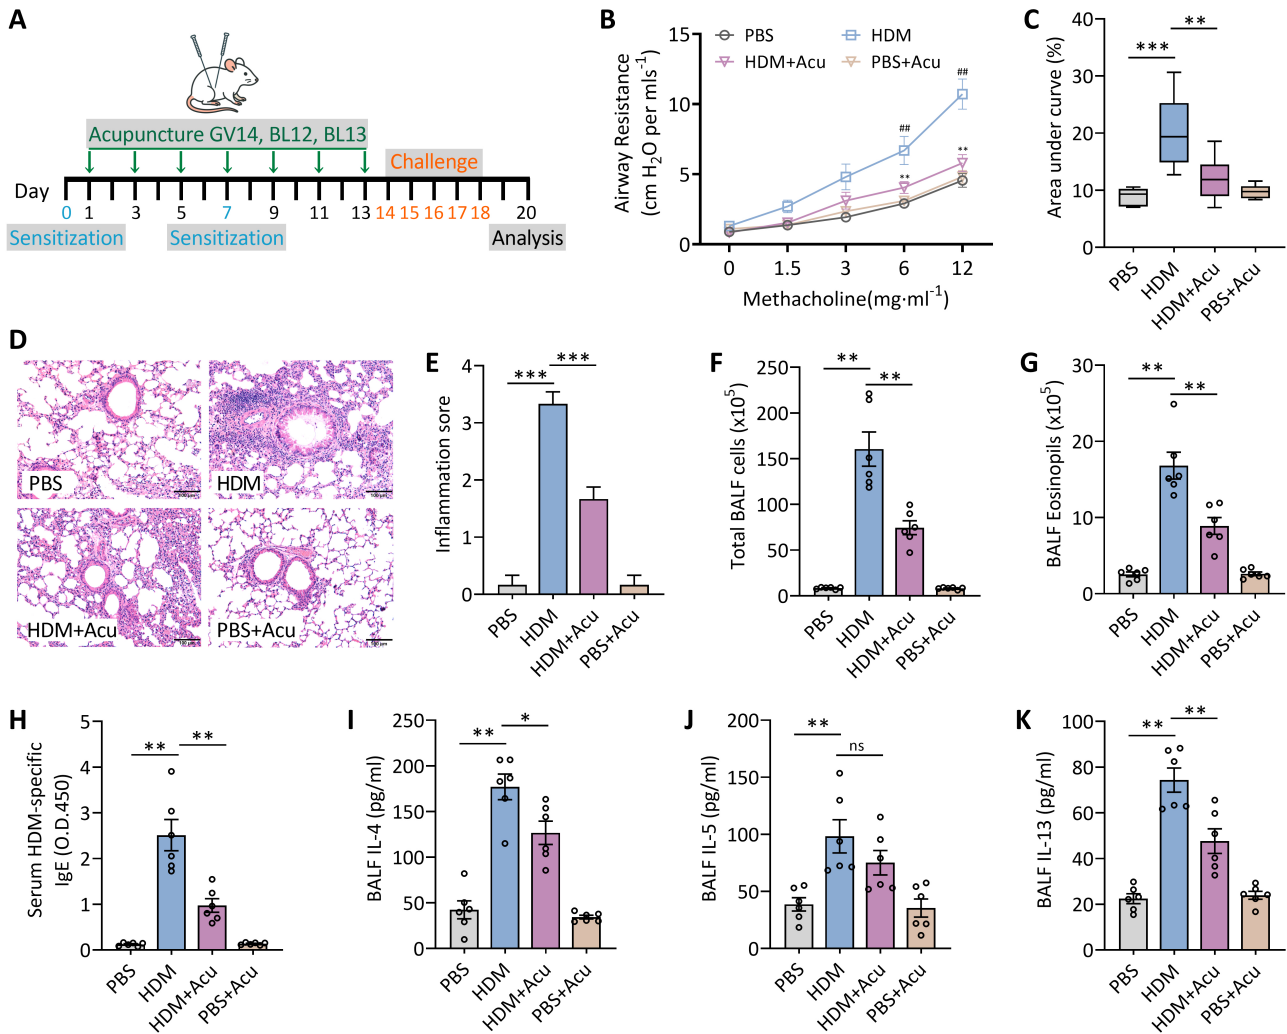 A
Acupuncture GV14, BL12, BL13
Challenge
Day
0 1 3 5 7 9 11 13 14 15 16 17 18 20
Sensitization Sensitization Analysis
B
Airway Resistance
(cm H2O per mls-1)
PBS HDM
HDM+Acu PBS+Acu
15
10
5
0
##
##
**
**
0 1.5 3 6 12
Methacholine(mg·ml-1)
C
Area under curve (%)
40
30
20
10
0
***
**
PBS
HDM
HDM+Acu
PBS+Acu
D
PBS
HDM
100 μm
HDM+Acu
100 μm
PBS+Acu
100 μm
E
Inflammation sore
4
3
2
1
0
***
***
PBS
HDM
HDM+Acu
PBS+Acu
F
Total BALF cells (x10^5)
250
200
150
100
50
0
**
**
PBS
HDM
HDM+Acu
PBS+Acu
G
BALF Eosinopils (x10^5)
30
20
10
0
**
**
PBS
HDM
HDM+Acu
PBS+Acu
H
Serum HDM-specific
IgE (O.D.450)
5
4
3
2
1
0
**
**
PBS
HDM
HDM+Acu
PBS+Acu
I
BALF IL-4 (pg/ml)
250
200
150
100
50
0
**
*
PBS
HDM
HDM+Acu
PBS+Acu
J
BALF IL-5 (pg/ml)
200
150
100
50
0
**
ns
PBS
HDM
HDM+Acu
PBS+Acu
K
BALF IL-13 (pg/ml)
100
80
60
40
20
0
**
**
PBS
HDM
HDM+Acu
PBS+Acu